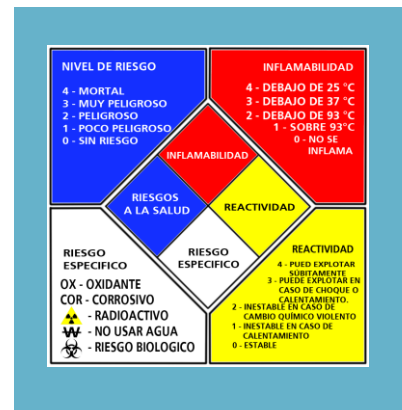 NIVEL DE RIESGO
4 - MORTAL
3 - MUY PELIGROSO
2 - PELIGROSO
1 - POCO PELIGROSO
0 - SIN RIESGO
INFLAMABILIDAD
4 - DEBAJO DE 25 °C
3 - DEBAJO DE 37 °C
2 - DEBAJO DE 93 °C
1 - SOBRE 93°C
0 - NO SE
INFLAMA
INFLAMABILIDAD
RIESGOS
A LA SALUD
REACTIVIDAD
RIESGO
ESPECIFICO
RIESGO
ESPECIFICO
OX - OXIDANTE
COR - CORROSIVO
- RADIOACTIVO
W - NO USAR AGUA
- RIESGO BIOLOGICO
REACTIVIDAD
4 - PUED EXPLOTAR
SÚBITAMENTE
3 - PUEDE EXPLOTAR EN
CASO DE CHOQUE O
CALENTAMIENTO.
2 - INESTABLE EN CASO DE
CAMBIO QUÍMICO VIOLENTO
1 - INESTABLE EN CASO DE
CALENTAMIENTO
0 - ESTABLE